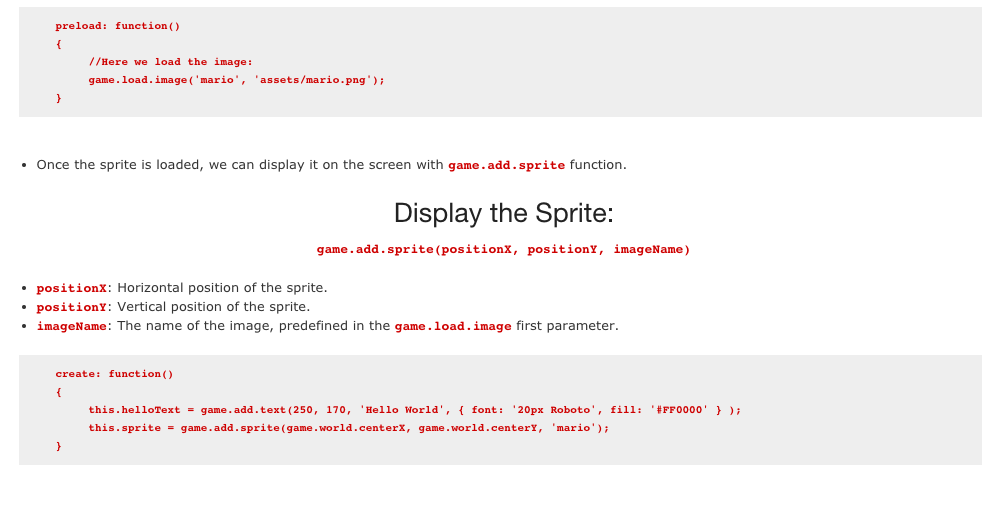 preload: function()
{
//Here we load the image:
game.load.image('mario', 'assets/mario.png');
}
• Once the sprite is loaded, we can display it on the screen with game.add.sprite function.
Display the Sprite:
game.add.sprite(positionX, positionY, imageName)
• positionX: Horizontal position of the sprite.
• positionY: Vertical position of the sprite.
• imageName: The name of the image, predefined in the game.load.image first parameter.
create: function()
{
this.helloText = game.add.text(250, 170, 'Hello World', { font: '20px Roboto', fill: '#FF0000' } );
this.sprite = game.add.sprite(game.world.centerX, game.world.centerY, 'mario');
}